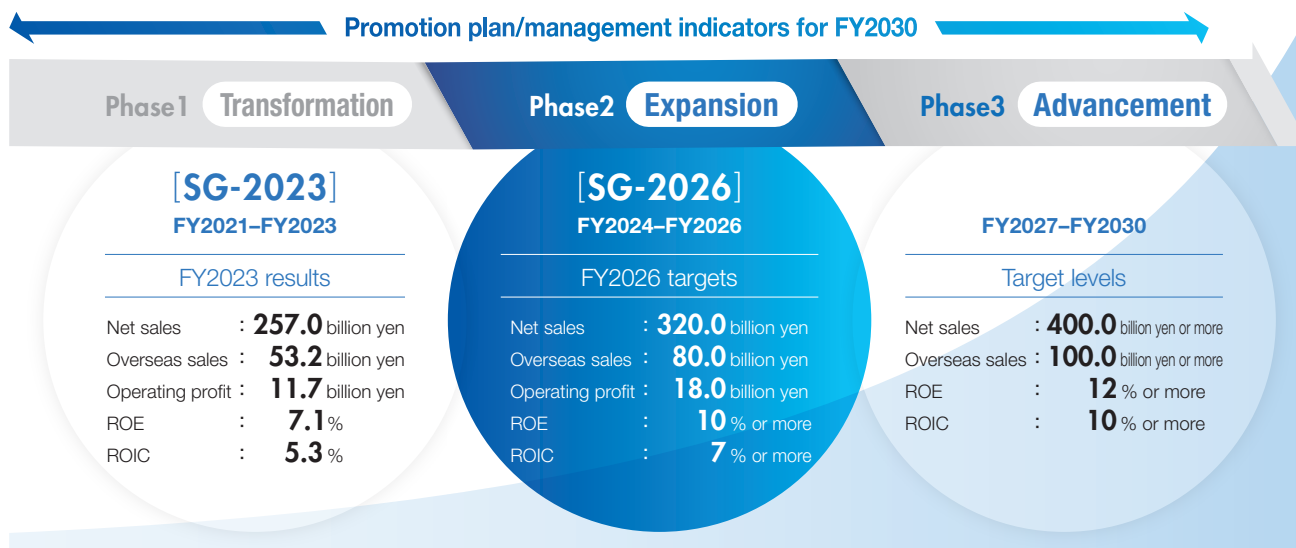 Promotion plan/management indicators for FY2030
Phase1 Transformation
Phase2 Expansion
Phase3 Advancement
[SG-2023]
FY2021–FY2023
FY2023 results
Net sales : 257.0 billion yen
Overseas sales : 53.2 billion yen
Operating profit : 11.7 billion yen
ROE : 7.1%
ROIC : 5.3 %
[SG-2026]
FY2024–FY2026
FY2026 targets
Net sales : 320.0 billion yen
Overseas sales : 80.0 billion yen
Operating profit : 18.0 billion yen
ROE : 10 % or more
ROIC : 7 % or more
FY2027–FY2030
Target levels
Net sales : 400.0 billion yen or more
Overseas sales : 100.0 billion yen or more
ROE : 12 % or more
ROIC : 10 % or more